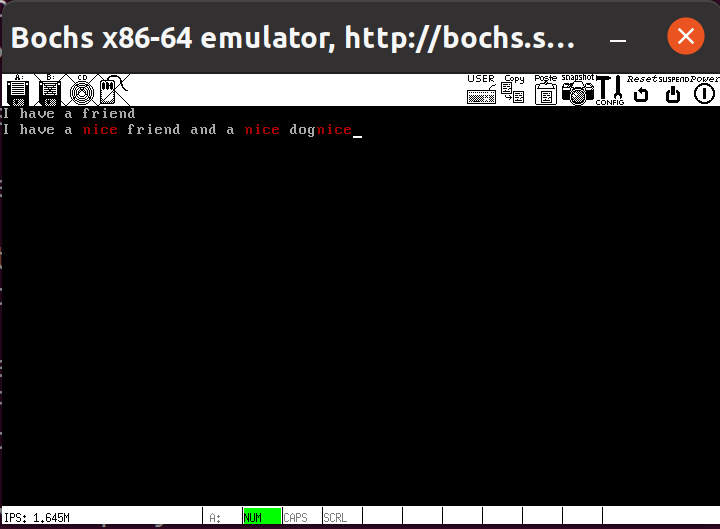 Bochs x86-64 emulator, http://bochs.s...
A: B: CD USER Copy Paste snapshot CONFIG Reset SUSPEND Power
I have a friend
I have a nice friend and a nice dognice_
IPS: 1.645M A: NUM CAPS SCRL